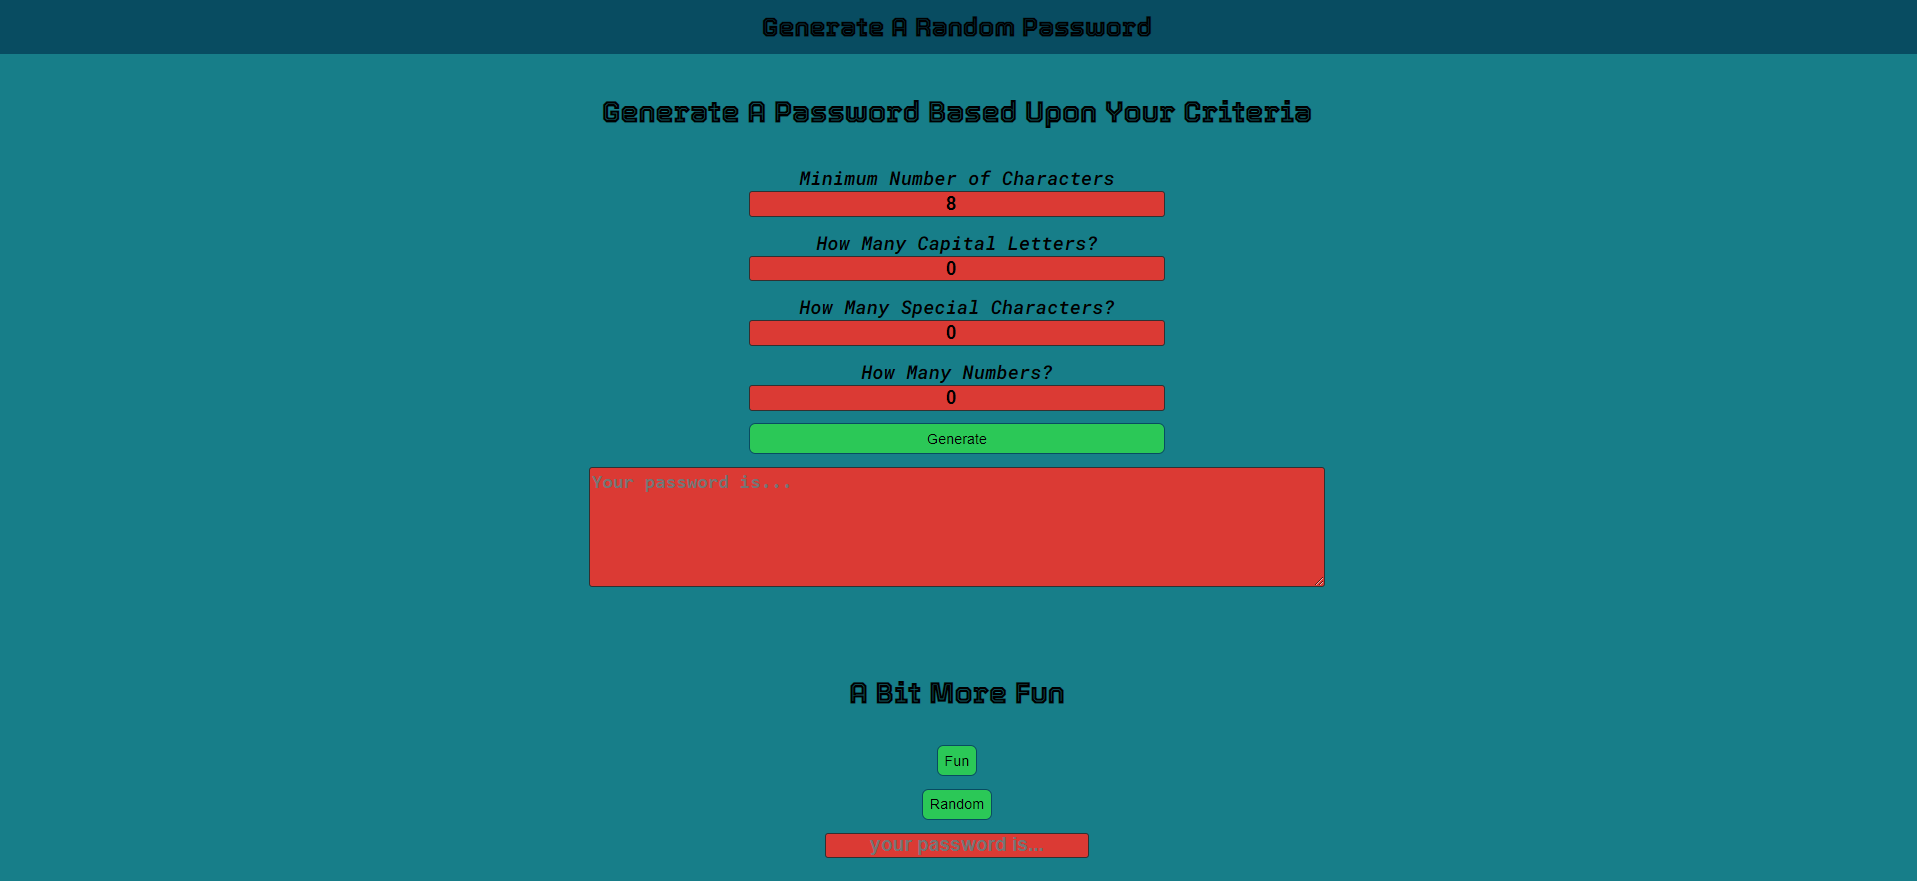 Generate A Random Password
Generate A Password Based Upon Your Criteria
Minimum Number of Characters
8
How Many Capital Letters?
0
How Many Special Characters?
0
How Many Numbers?
0
Generate
Your password is...
A Bit More Fun
Fun
Random
your password is...